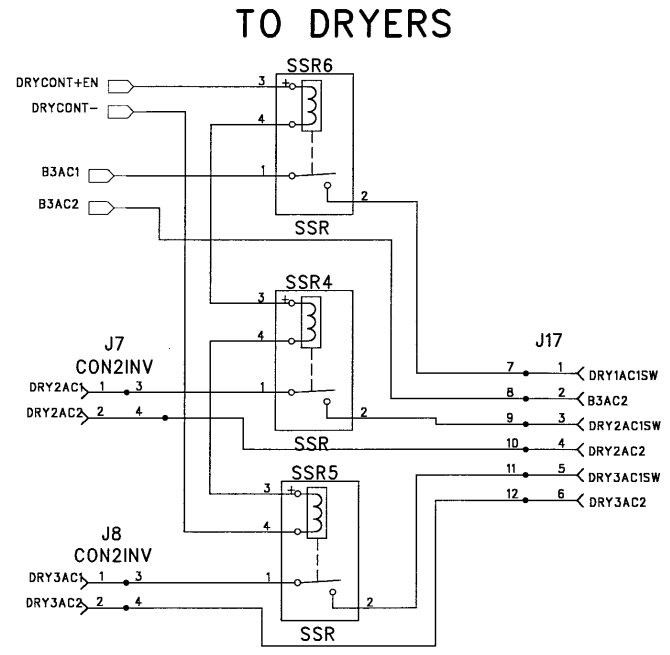 TO DRYERS
SSR6
DRYCONT+EN 3 +
DRYCONT-
4
B3AC1 1
B3AC2 2
SSR
SSR4
3 +
4
J7
CON2INV
J17
7 1 DRY1AC1SW
DRY2AC1 1 3 1
8 2 B3AC2
DRY2AC2 2 4 2
9 3 DRY2AC1SW
SSR
10 4 DRY2AC2
SSR5
11 5 DRY3AC1SW
3 +
12 6 DRY3AC2
4
J8
CON2INV
DRY3AC1 1 3 1
DRY3AC2 2 4 2
SSR